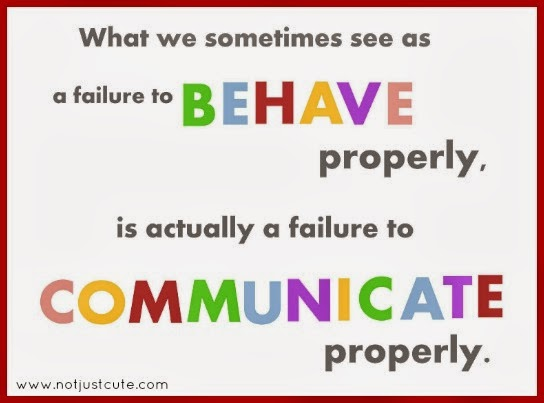 What we sometimes see as
a failure to BEHAVE
properly,
is actually a failure to
COMMUNICATE
properly.
www.notjustcute.com